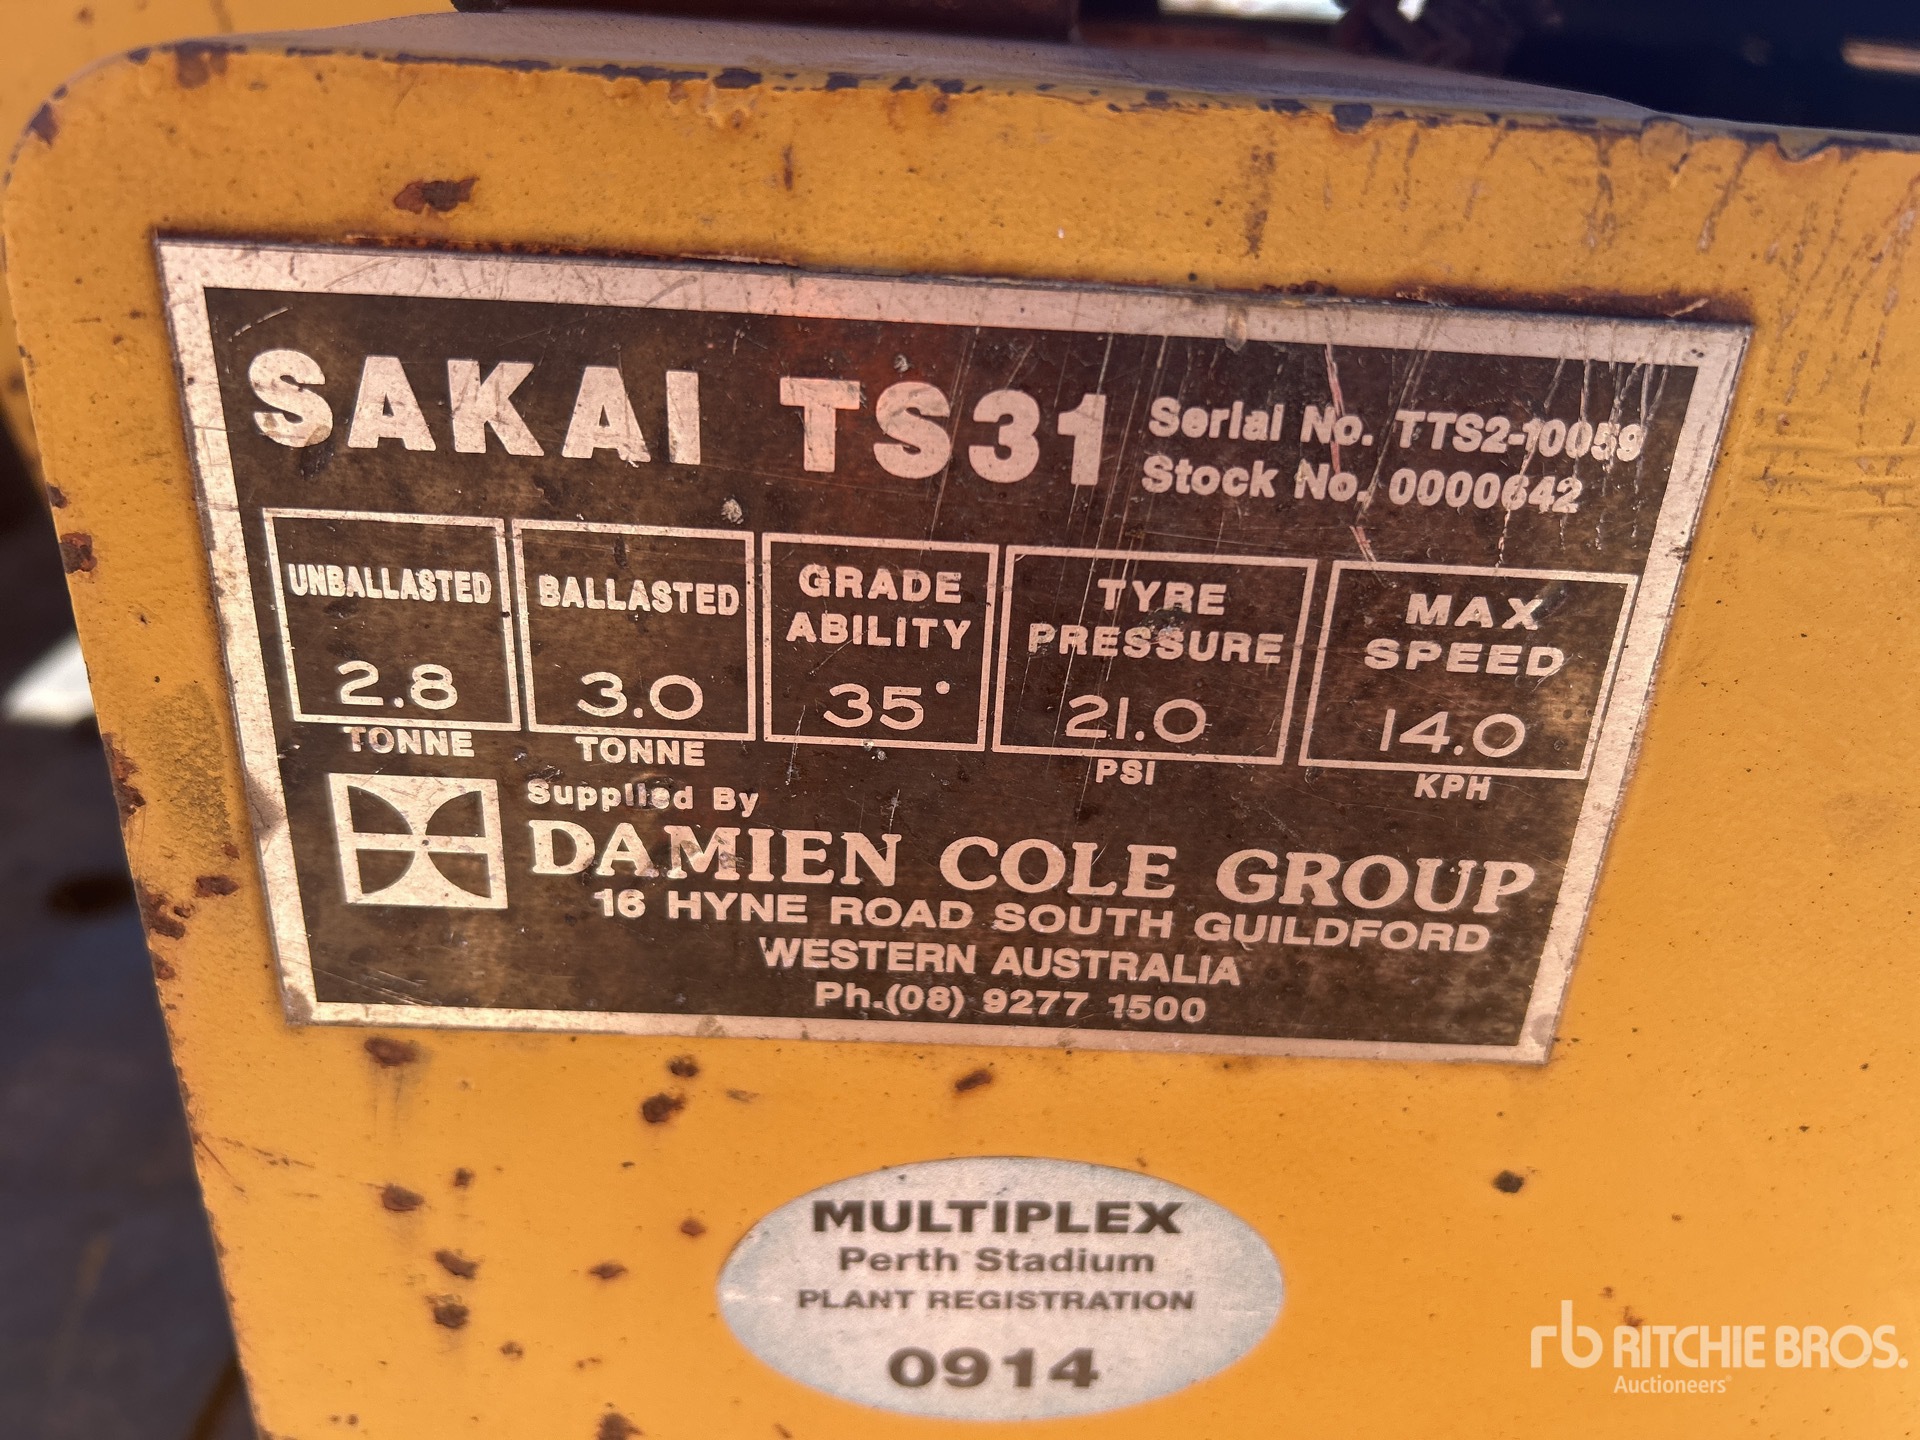 SAKAI TS31
Serial No. TTS2-10059
Stock No. 0000642
UNBALLASTED
2.8
TONNE
BALLASTED
3.0
TONNE
GRADE
ABILITY
35°
TYRE
PRESSURE
21.0
PSI
MAX
SPEED
14.0
KPH
Supplied By
DAMIEN COLE GROUP
16 HYNE ROAD SOUTH GUILDFORD
WESTERN AUSTRALIA
Ph.(08) 9277 1500
MULTIPLEX
Perth Stadium
PLANT REGISTRATION
0914
rb RITCHIE BROS.
Auctioneers